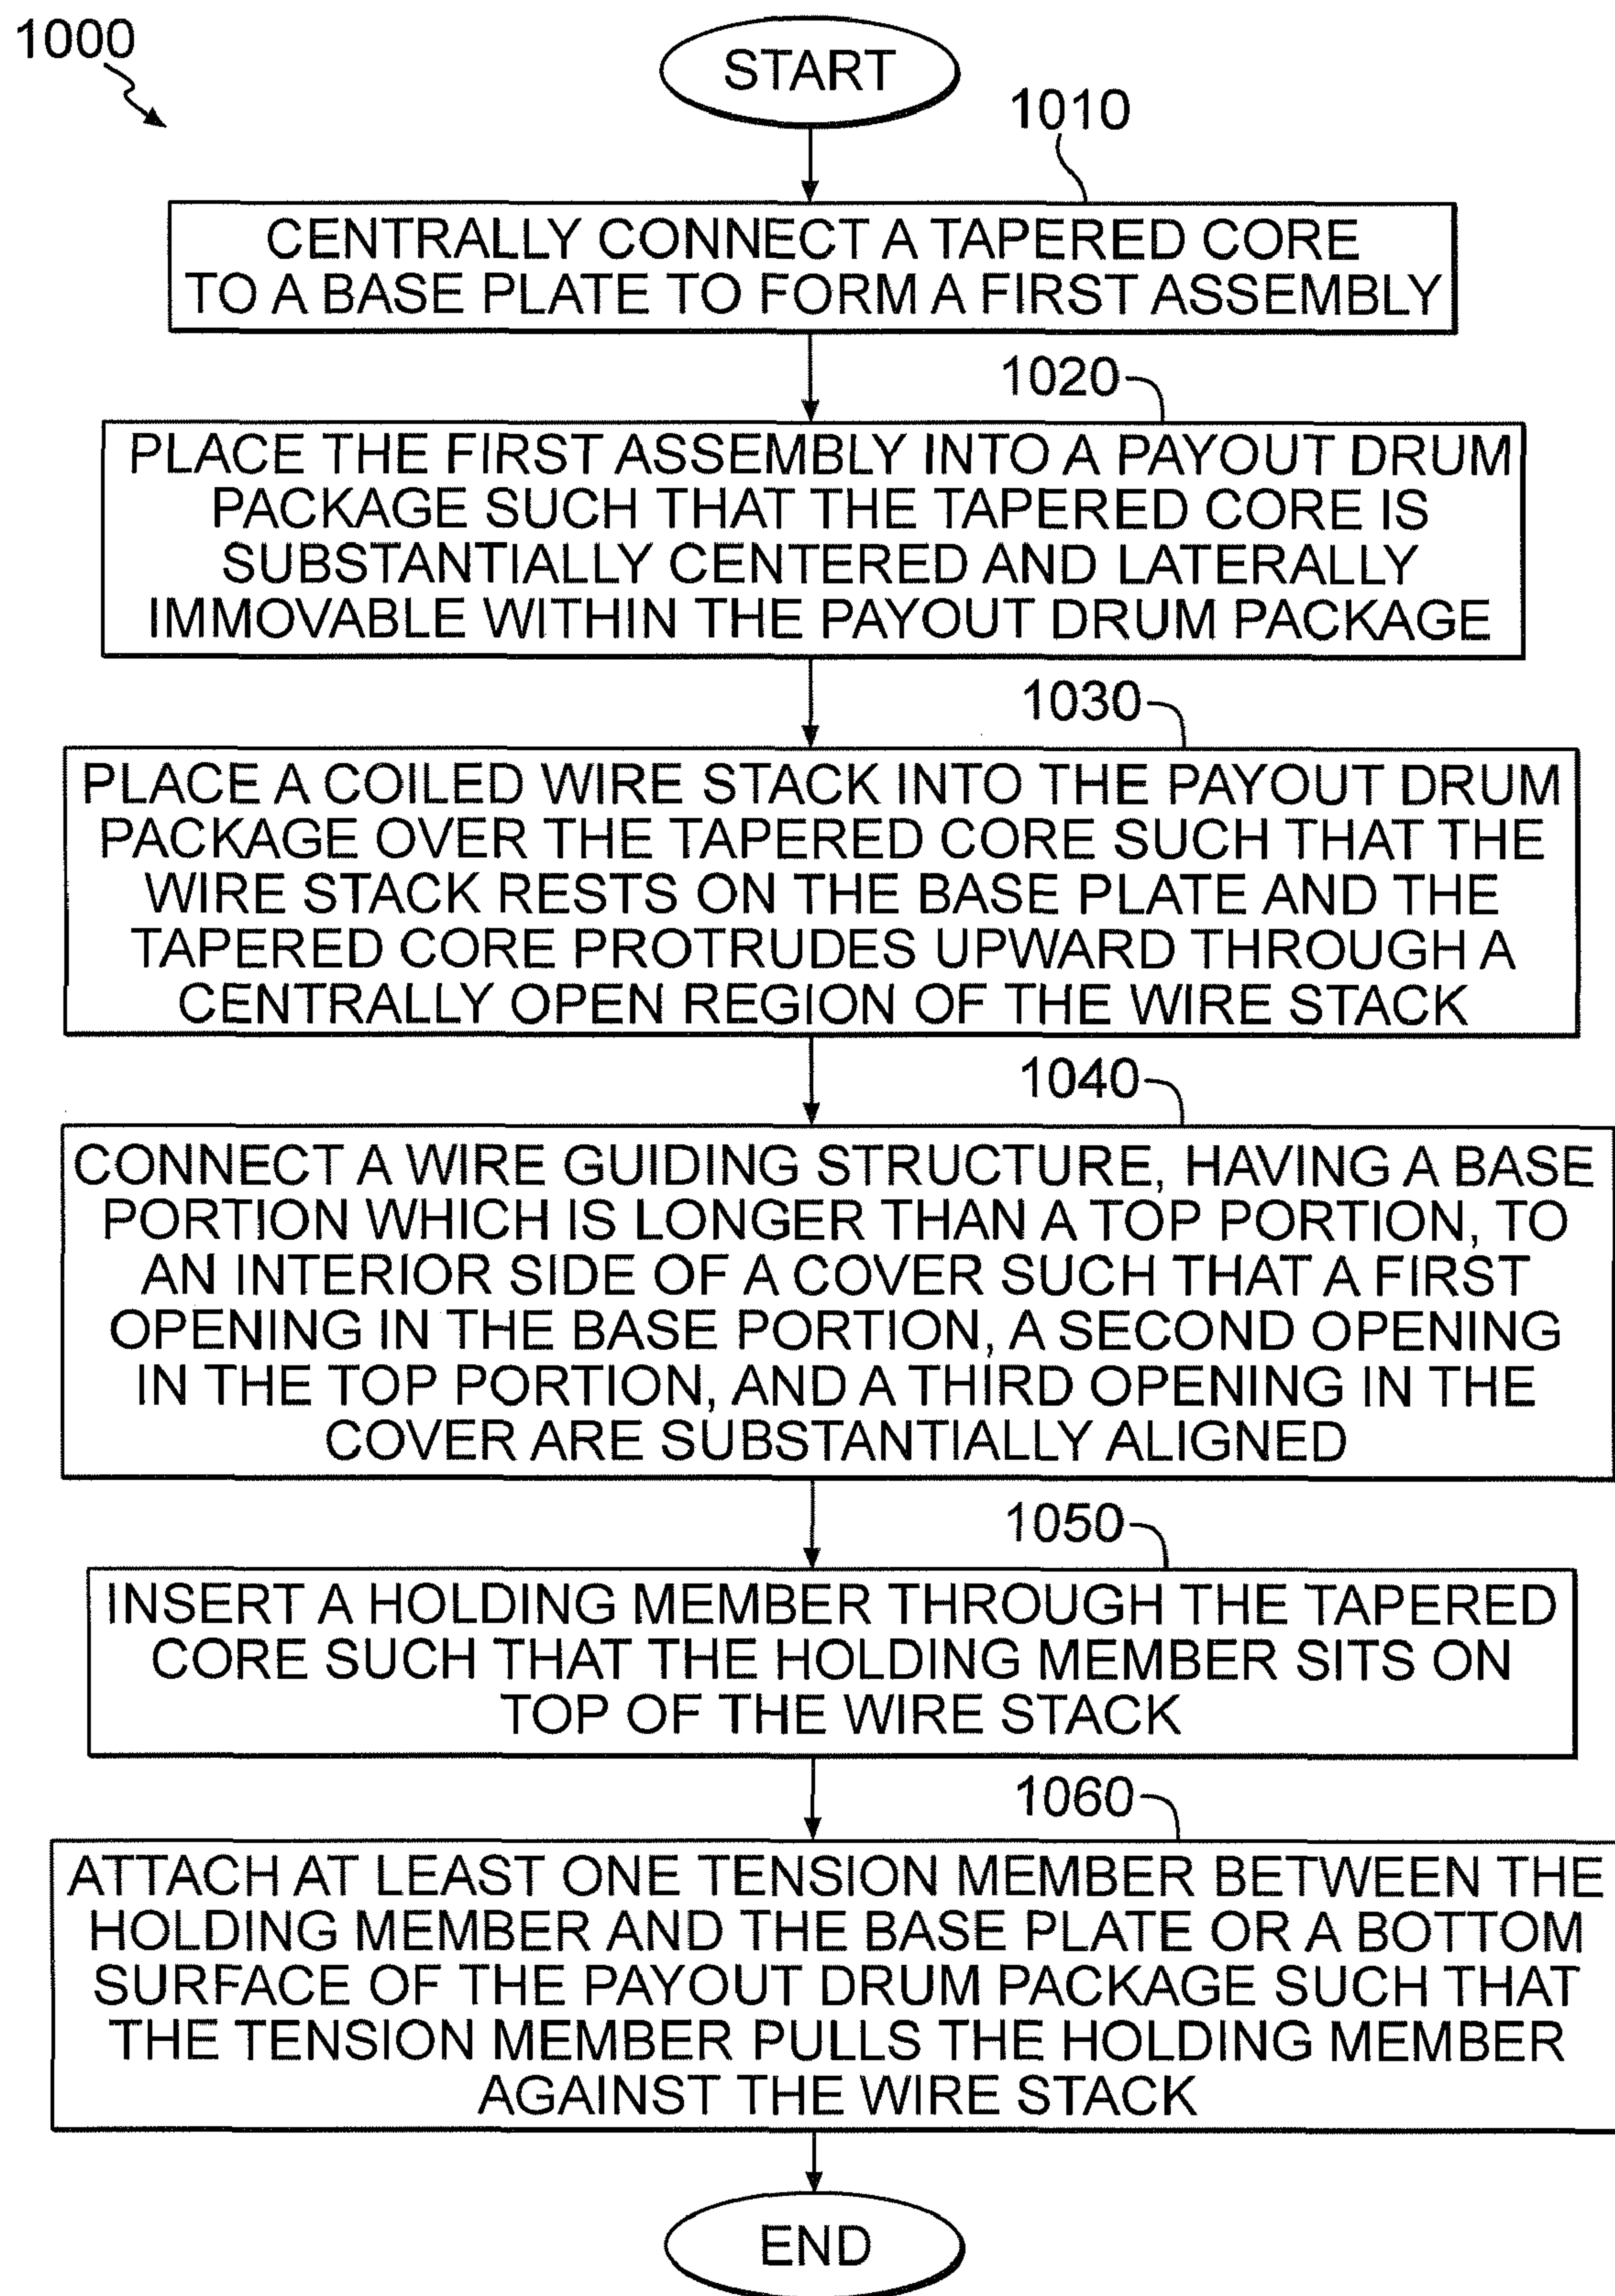 1000
START
1010
CENTRALLY CONNECT A TAPERED CORE
TO A BASE PLATE TO FORM A FIRST ASSEMBLY
1020
PLACE THE FIRST ASSEMBLY INTO A PAYOUT DRUM
PACKAGE SUCH THAT THE TAPERED CORE IS
SUBSTANTIALLY CENTERED AND LATERALLY
IMMOVABLE WITHIN THE PAYOUT DRUM PACKAGE
1030
PLACE A COILED WIRE STACK INTO THE PAYOUT DRUM
PACKAGE OVER THE TAPERED CORE SUCH THAT THE
WIRE STACK RESTS ON THE BASE PLATE AND THE
TAPERED CORE PROTRUDES UPWARD THROUGH A
CENTRALLY OPEN REGION OF THE WIRE STACK
1040
CONNECT A WIRE GUIDING STRUCTURE, HAVING A BASE
PORTION WHICH IS LONGER THAN A TOP PORTION, TO
AN INTERIOR SIDE OF A COVER SUCH THAT A FIRST
OPENING IN THE BASE PORTION, A SECOND OPENING
IN THE TOP PORTION, AND A THIRD OPENING IN THE
COVER ARE SUBSTANTIALLY ALIGNED
1050
INSERT A HOLDING MEMBER THROUGH THE TAPERED
CORE SUCH THAT THE HOLDING MEMBER SITS ON
TOP OF THE WIRE STACK
1060
ATTACH AT LEAST ONE TENSION MEMBER BETWEEN THE
HOLDING MEMBER AND THE BASE PLATE OR A BOTTOM
SURFACE OF THE PAYOUT DRUM PACKAGE SUCH THAT
THE TENSION MEMBER PULLS THE HOLDING MEMBER
AGAINST THE WIRE STACK
END